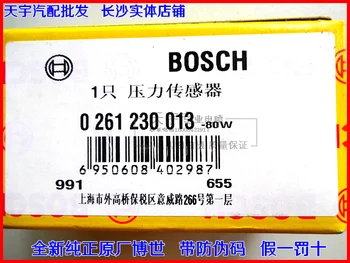 天宇汽配批发 长沙实体店铺
BOSCH
1只 压力传感器
0 261 230 013 -80W
6 950608 402987
991 655
上海市外高桥保税区意威路266号第一层
全新纯正原厂博世 带防伪码 假一罚十